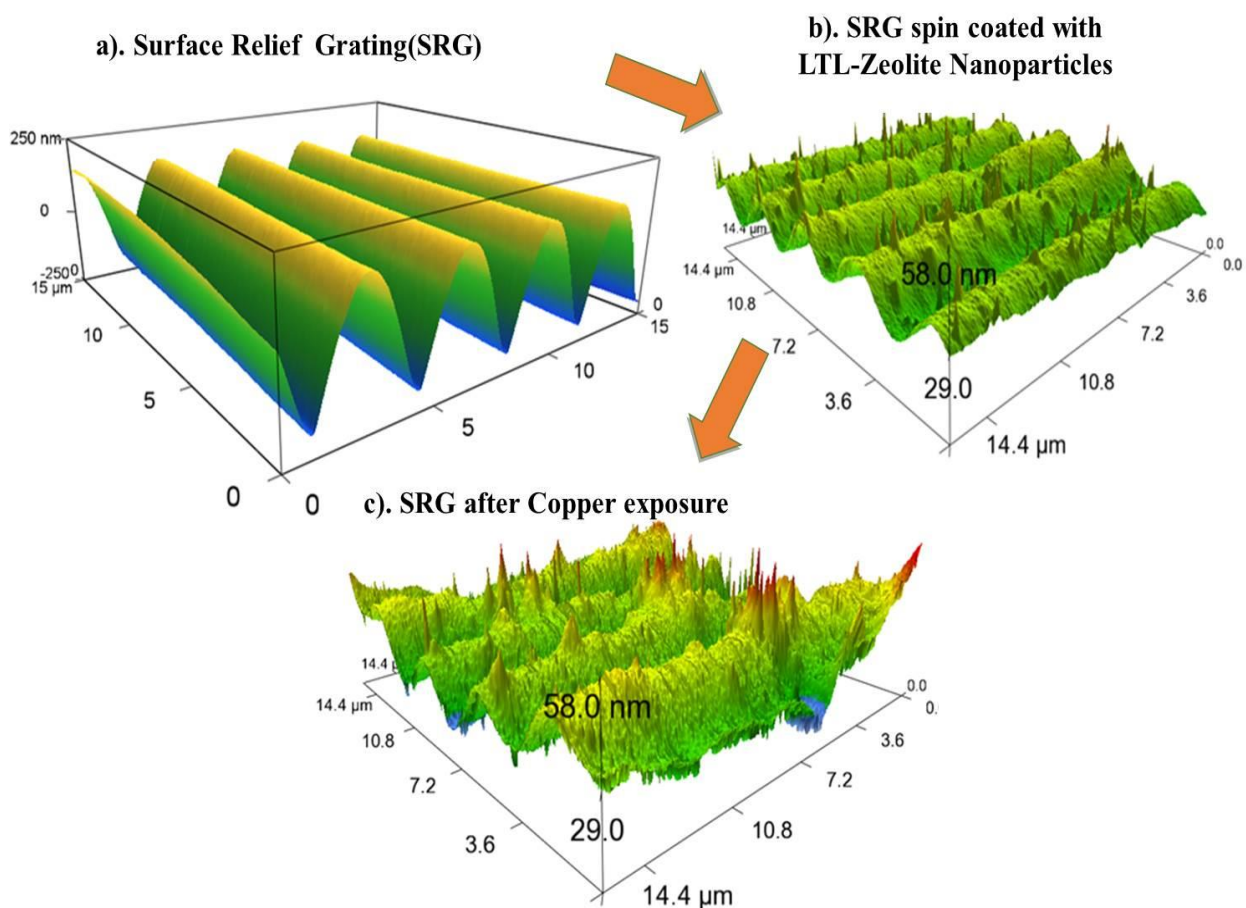 a). Surface Relief Grating(SRG)
250 nm
0
-250
0
15 µm
10
5
0
0
5
10
15
0
b). SRG spin coated with
LTL-Zeolite Nanoparticles
14.4 µm
14.4 µm
10.8
7.2
3.6
58.0 nm
29.0
14.4 µm
10.8
7.2
3.6
0.0
0.0
c). SRG after Copper exposure
14.4 µ
14.4 µm
10.8
7.2
3.6
58.0 nm
29.0
14.4 µm
10.8
7.2
3.6
0.0
0.